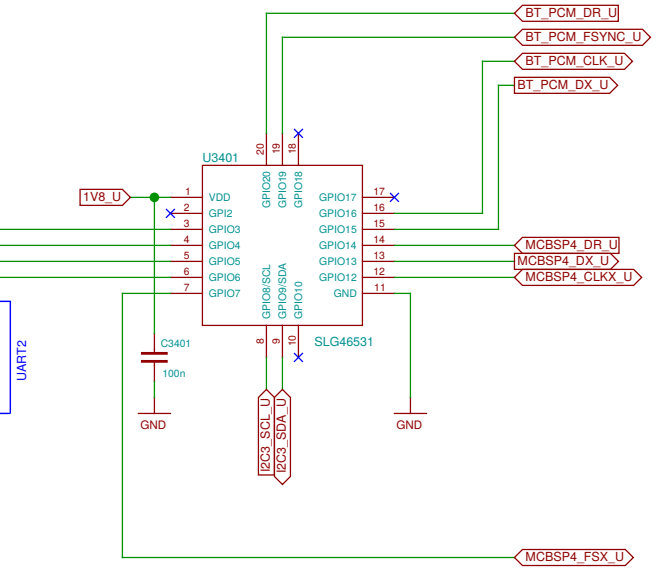 BT_PCM_DR_U
BT_PCM_FSYNC_U
BT_PCM_CLK_U
BT_PCM_DX_U
20
19
18
U3401
GPIO20
GPIO19
GPIO18
1V8_U
1
VDD
GPIO17
17
2
GPI2
GPIO16
16
3
GPIO3
GPIO15
15
4
GPIO4
GPIO14
14
MCBSP4_DR_U
5
GPIO5
GPIO13
13
MCBSP4_DX_U
6
GPIO6
GPIO12
12
MCBSP4_CLKX_U
7
GPIO7
GND
11
GPIO8/SCL
GPIO9/SDA
GPIO10
8
9
10
SLG46531
C3401
100n
UART2
GND
GND
I2C3_SCL_U
I2C3_SDA_U
MCBSP4_FSX_U